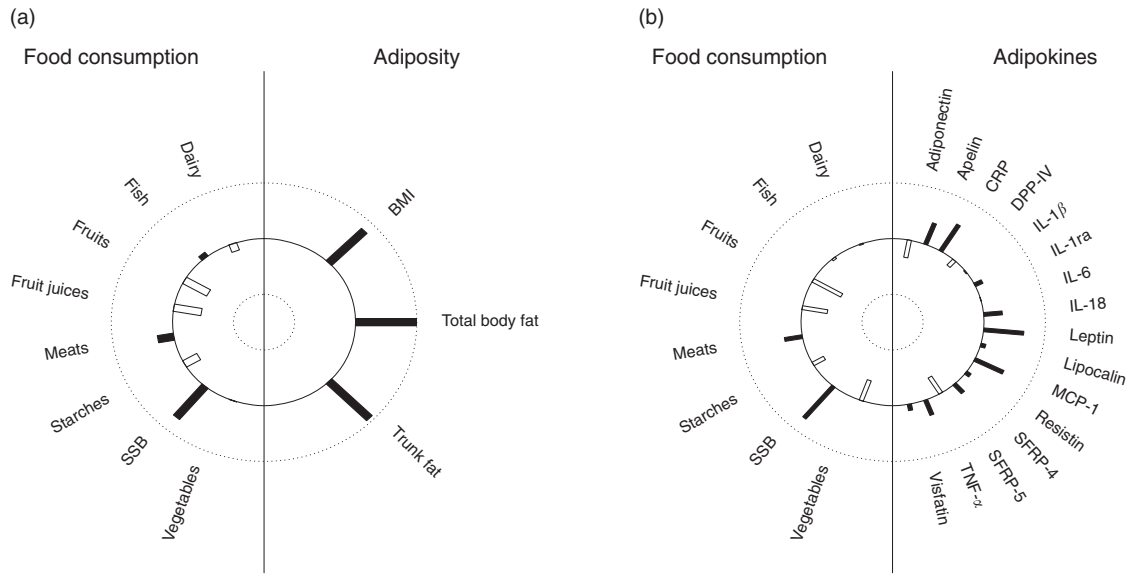 (a)
Food consumption
Adiposity
Dairy
Fish
Fruits
Fruit juices
Meats
Starches
SSB
Vegetables
BMI
Total body fat
Trunk fat
(b)
Food consumption
Adipokines
Dairy
Fish
Fruits
Fruit juices
Meats
Starches
SSB
Vegetables
Adiponectin
Apelin
CRP
DPP-IV
IL-1β
IL-1ra
IL-6
IL-18
Leptin
Lipocalin
MCP-1
Resistin
SFRP-4
SFRP-5
TNF-α
Visfatin